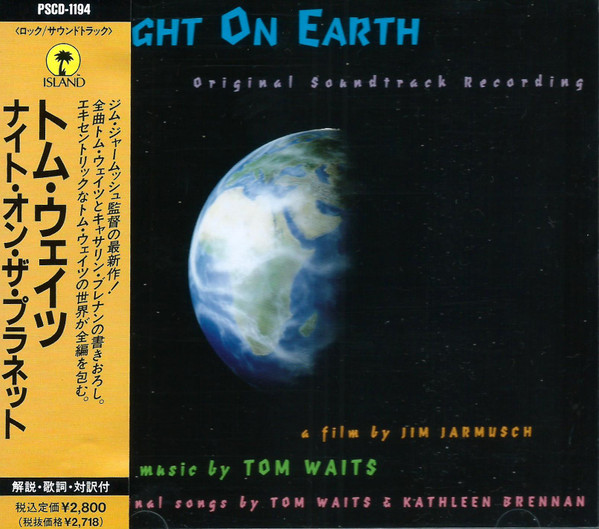 PSCD-1194
〈ロック/サウンドトラック〉
ISLAND
ジム・ジャームッシュ監督の最新作!
全曲トム・ウェイツとキャサリン・ブレナンの書きおろし。
エキセントリックなトム・ウェイツの世界が全編を包む。
トム・ウェイツ
ナイト・オン・ザ・プラネット
解説・歌詞・対訳付
税込定価¥2,800
(税抜価格¥2,718)
GHT ON EARTH
Original Soundtrack Recording
a film by JIM JARMUSCH
music by TOM WAITS
nal songs by TOM WAITS & KATHLEEN BRENNAN